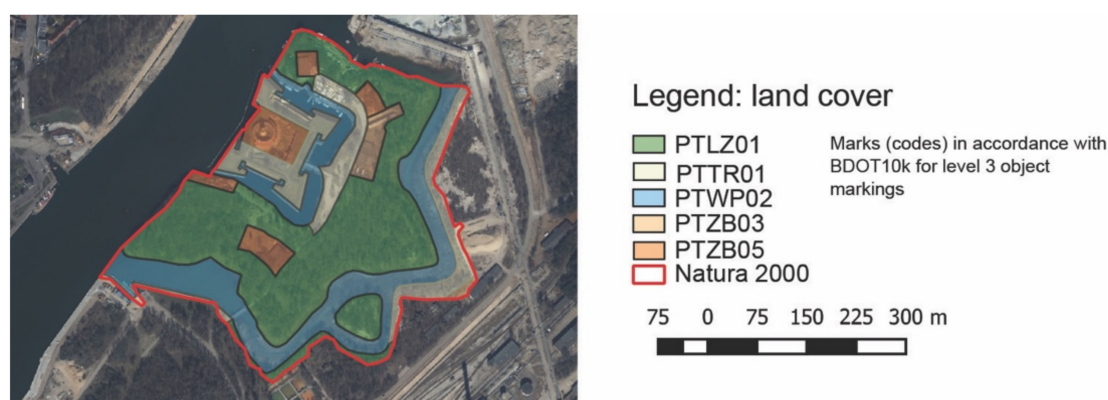 Legend: land cover
PTLZ01
PTTR01
PTWP02
PTZB03
PTZB05
Natura 2000
Marks (codes) in accordance with
BDOT10k for level 3 object
markings
75 0 75 150 225 300 m